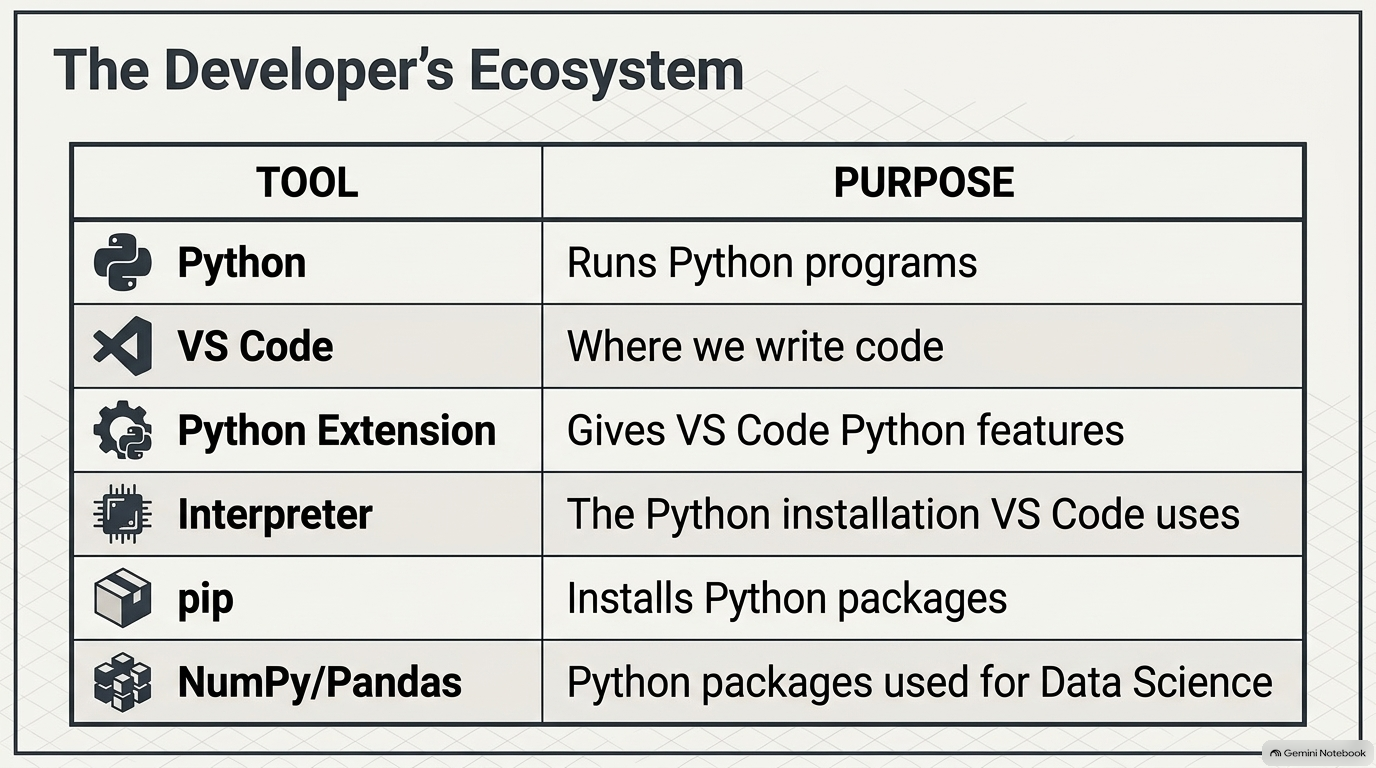 The Developer’s Ecosystem
TOOL PURPOSE
Python Runs Python programs
VS Code Where we write code
Python Extension Gives VS Code Python features
Interpreter The Python installation VS Code uses
pip Installs Python packages
NumPy/Pandas Python packages used for Data Science
Gemini Notebook